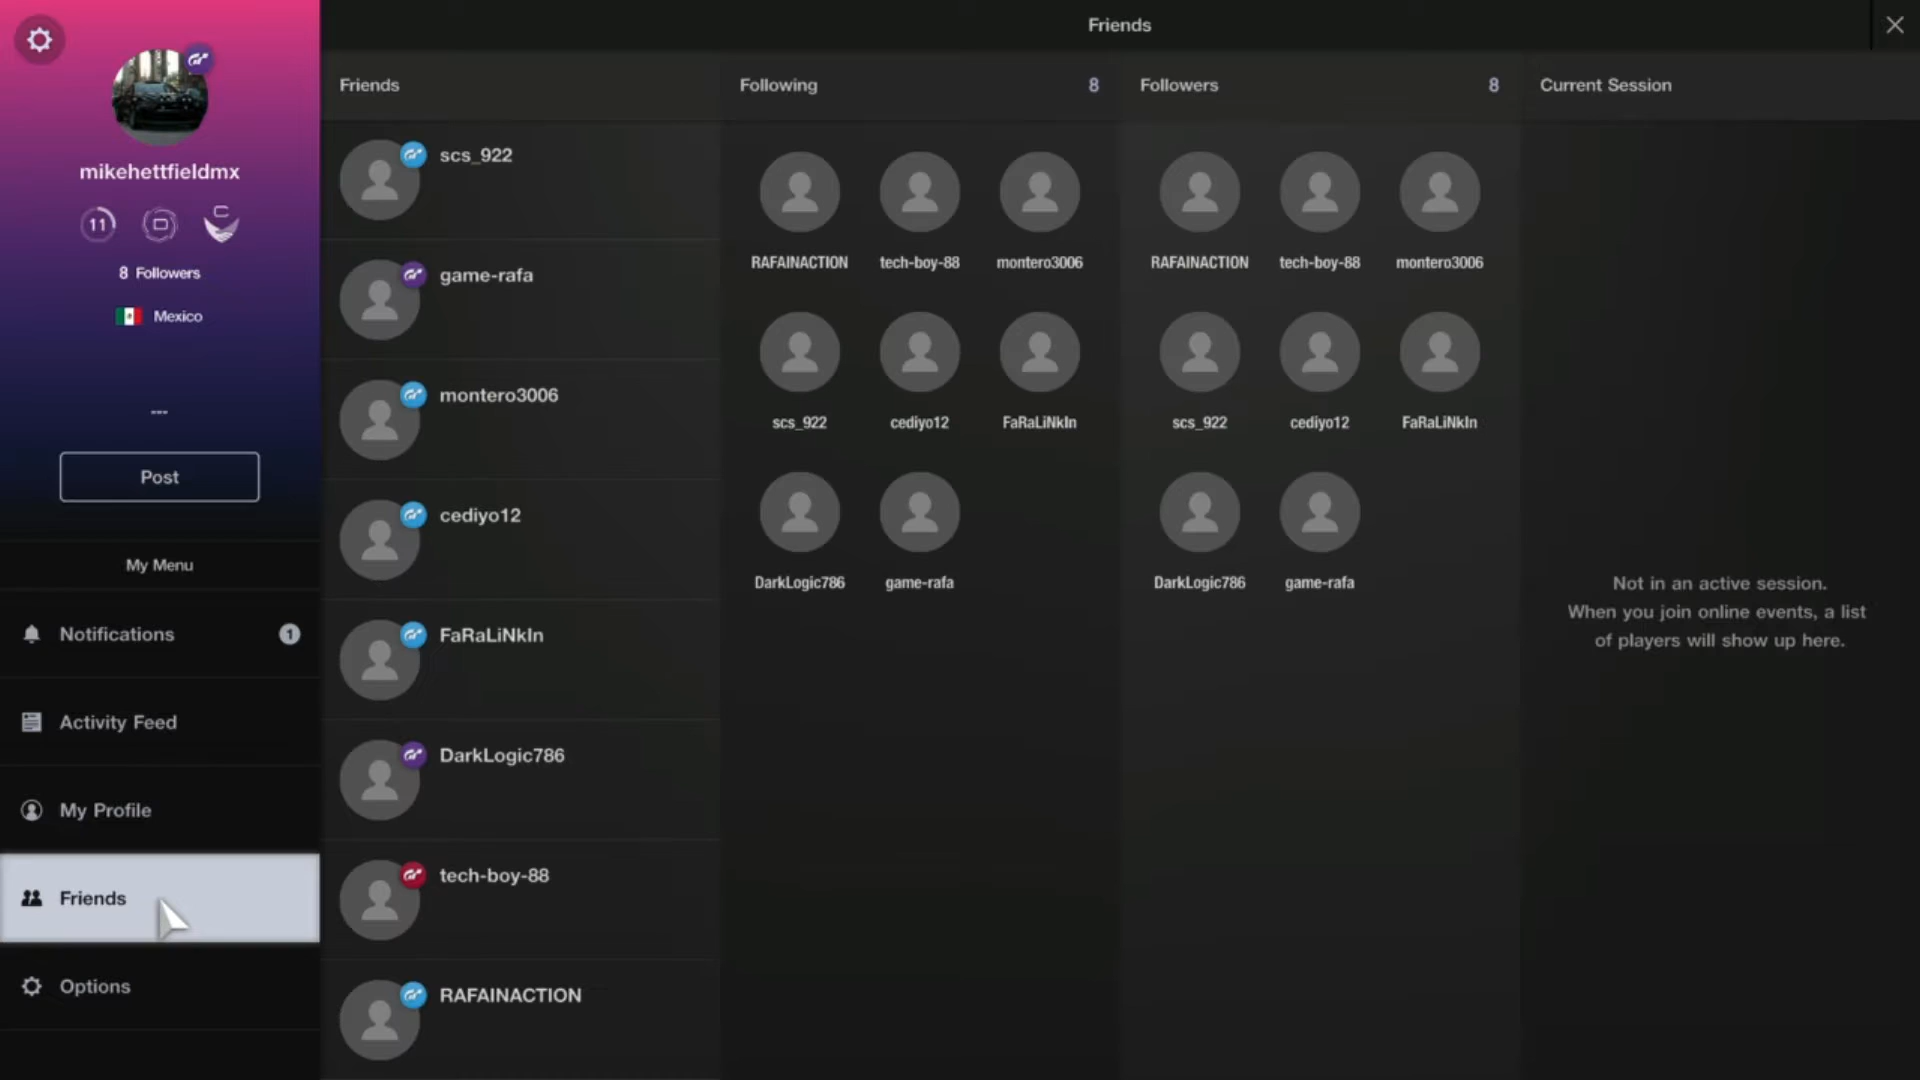 mikehettfieldmx
11
D
C
8 Followers
Mexico
---
Post
My Menu
Notifications
1
Activity Feed
My Profile
Friends
Options
Friends
Friends
scs_922
game-rafa
montero3006
cediyo12
FaRaLiNkIn
DarkLogic786
tech-boy-88
RAFAINACTION
Following 8
RAFAINACTION tech-boy-88 montero3006
scs_922 cediyo12 FaRaLiNkIn
DarkLogic786 game-rafa
Followers 8
RAFAINACTION tech-boy-88 montero3006
scs_922 cediyo12 FaRaLiNkIn
DarkLogic786 game-rafa
Current Session
Not in an active session.
When you join online events, a list
of players will show up here.